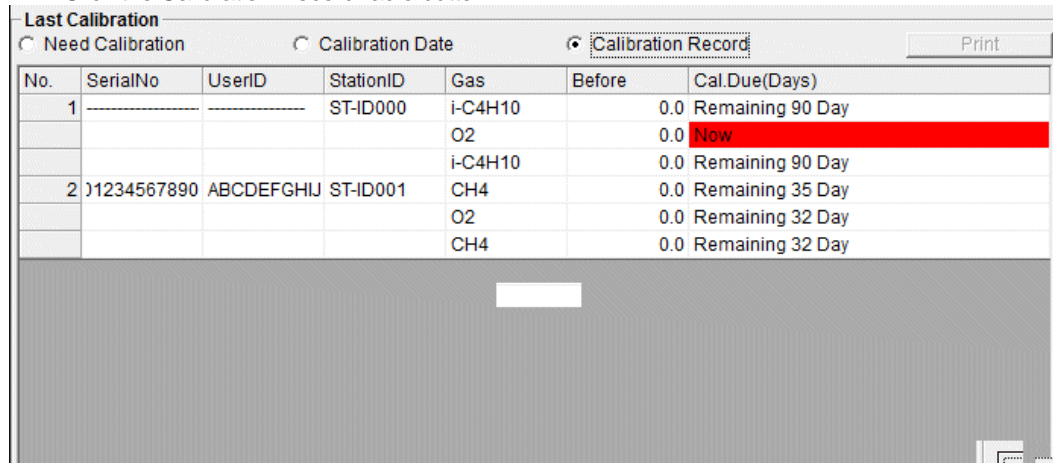 Last Calibration
Need Calibration Calibration Date Calibration Record Print
No. SerialNo UserID StationID Gas Before Cal.Due(Days)
1 ------------------- ---------------- ST-ID000 i-C4H10 0.0 Remaining 90 Day
O2 0.0 Now
i-C4H10 0.0 Remaining 90 Day
2 01234567890 ABCDEFGHIJ ST-ID001 CH4 0.0 Remaining 35 Day
O2 0.0 Remaining 32 Day
CH4 0.0 Remaining 32 Day